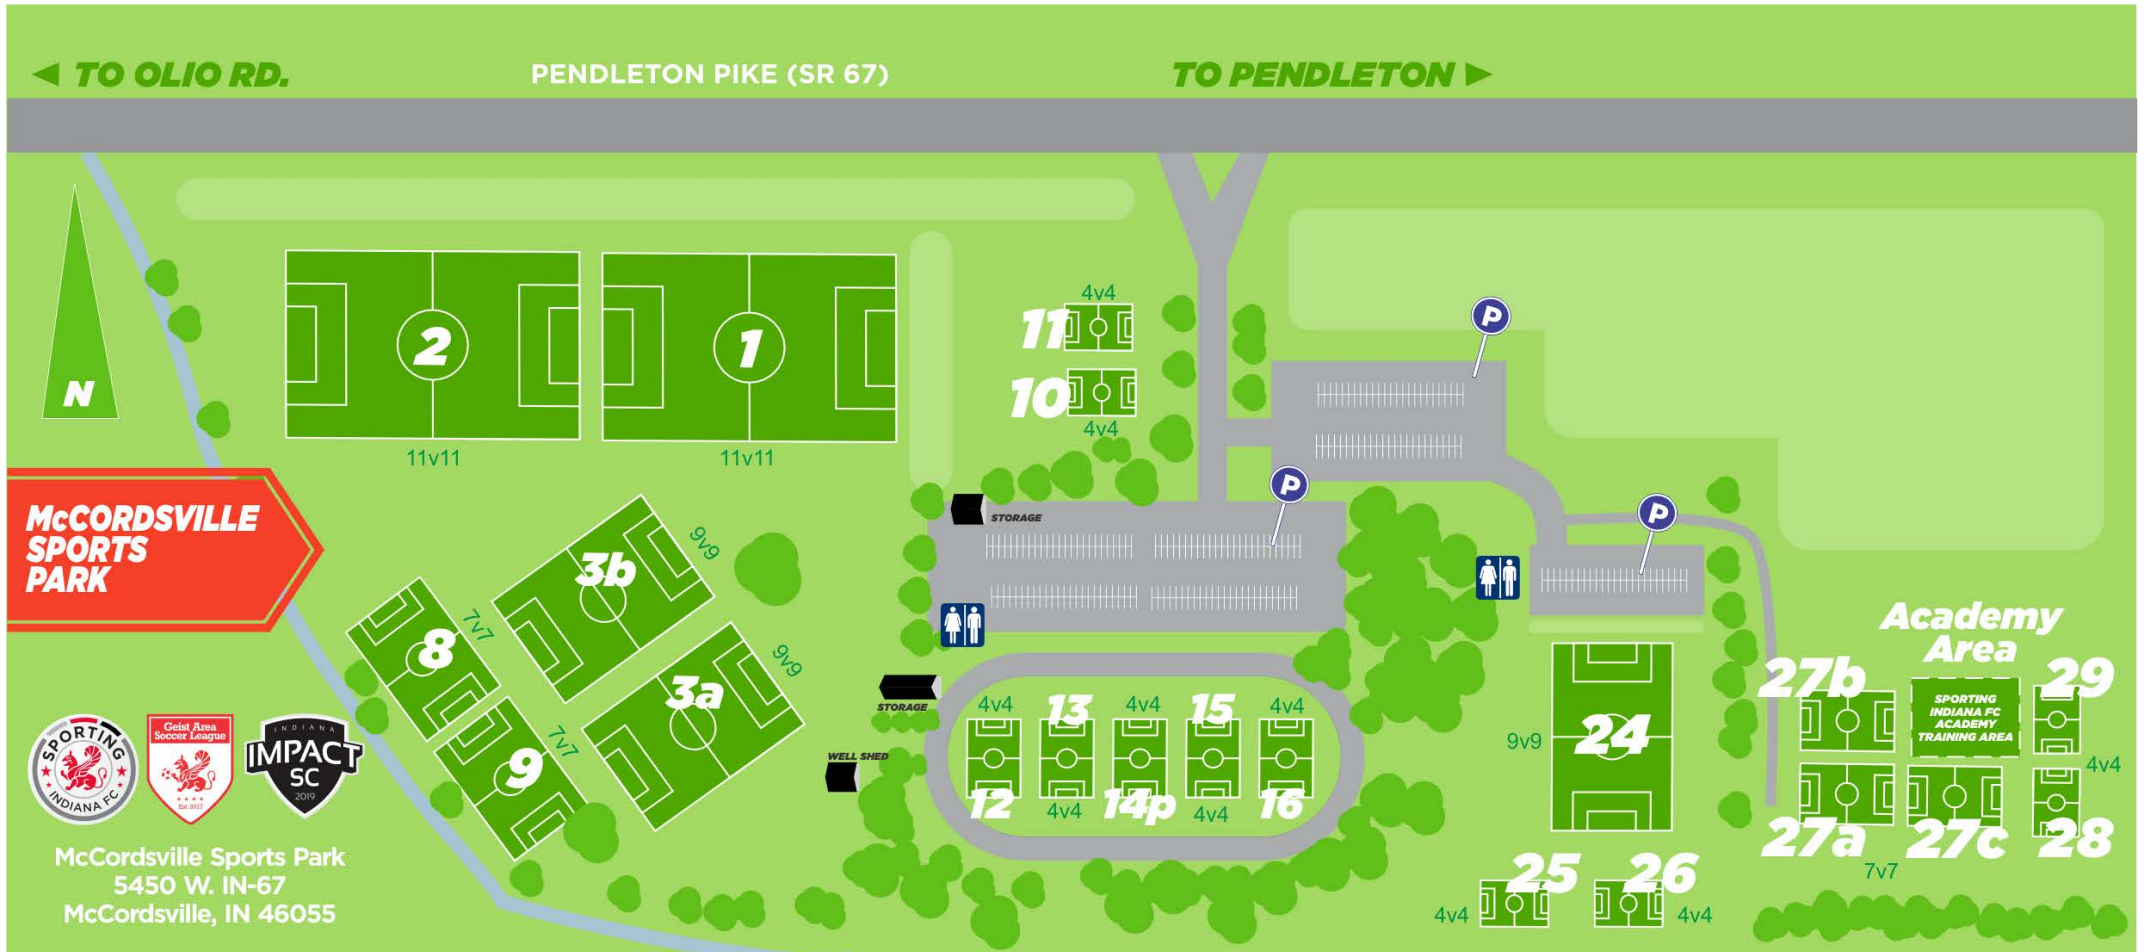 TO OLIO RD.
PENDLETON PIKE (SR 67)
TO PENDLETON
N
2
11v11
1
11v11
11
4v4
10
4v4
P
P
P
McCORDSVILLE
SPORTS
PARK
STORAGE
3b
9v9
3a
9v9
8
7v7
9
7v7
STORAGE
WELL SHED
4v4
12
13
4v4
4v4
14p
15
4v4
4v4
16
9v9
24
25
4v4
26
4v4
Academy
Area
27b
SPORTING
INDIANA FC
ACADEMY
TRAINING AREA
29
4v4
27a
27c
28
7v7
SPORTING
INDIANA FC
Geist Area
Soccer League
Est. 2017
INDIANA
IMPACT
SC
2019
McCordsville Sports Park
5450 W. IN-67
McCordsville, IN 46055